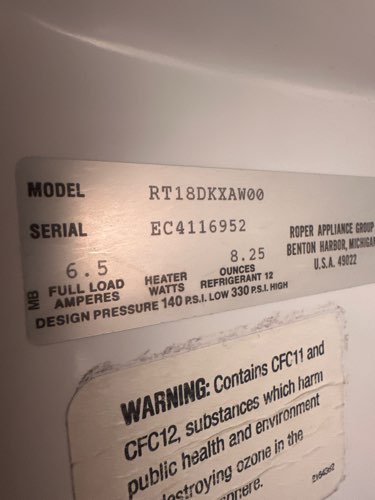 MODEL RT18DKXAW00
SERIAL EC4116952
ROPER APPLIANCE GROUP
BENTON HARBOR, MICHIGAN
U.S.A. 49022
6.5 8.25
MB FULL LOAD AMPERES HEATER WATTS OUNCES REFRIGERANT 12
DESIGN PRESSURE 140 P.S.I. LOW 330 P.S.I. HIGH
WARNING: Contains CFC11 and
CFC12, substances which harm
public health and environment
destroying ozone in the